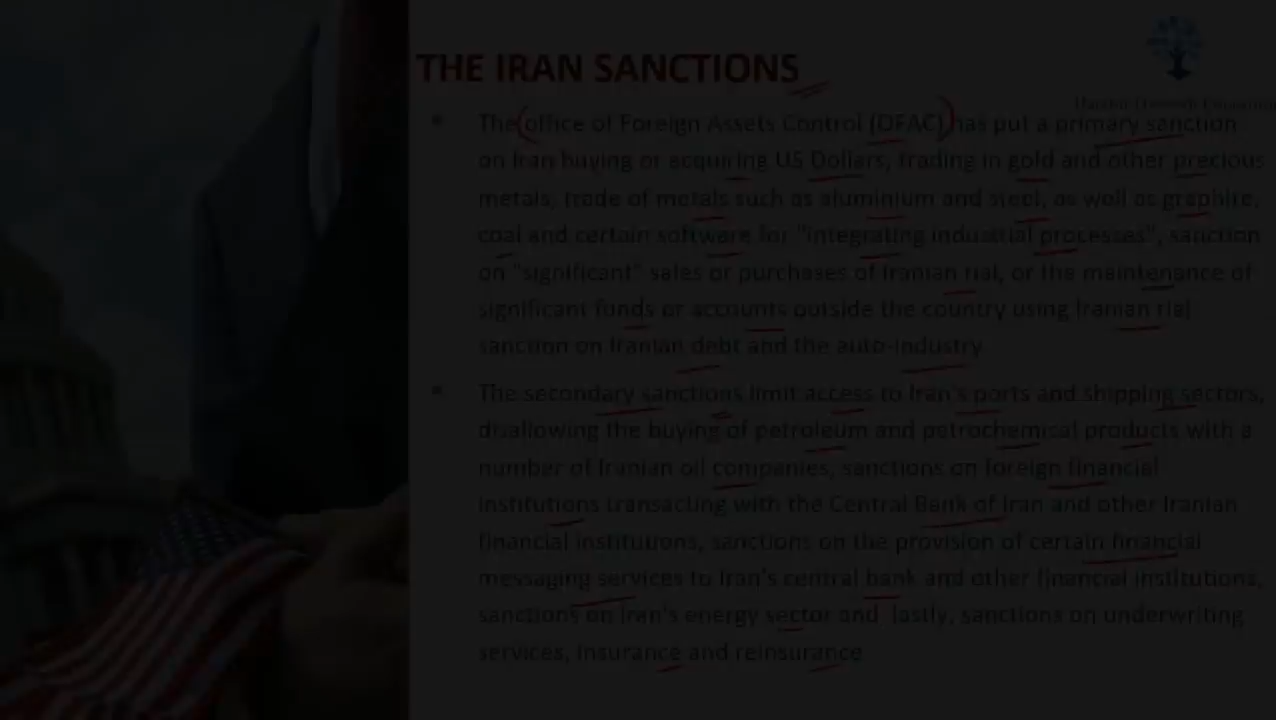 THE IRAN SANCTIONS
• The office of Foreign Assets Control (OFAC) has put a primary sanction
on Iran buying or acquiring US Dollars, trading in gold and other precious
metals, trade of metals such as aluminium and steel, as well as graphite,
coal and certain software for "integrating industrial processes", sanction
on "significant" sales or purchases of Iranian rial, or the maintenance of
significant funds or accounts outside the country using Iranian rial
sanction on Iranian debt and the auto-industry
• The secondary sanctions limit access to Iran's ports and shipping sectors,
disallowing the buying of petroleum and petrochemical products with a
number of Iranian oil companies, sanctions on foreign financial
institutions transacting with the Central Bank of Iran and other Iranian
financial institutions, sanctions on the provision of certain financial
messaging services to Iran's central bank and other financial institutions,
sanctions on Iran's energy sector and lastly, sanctions on underwriting
services, insurance and reinsurance